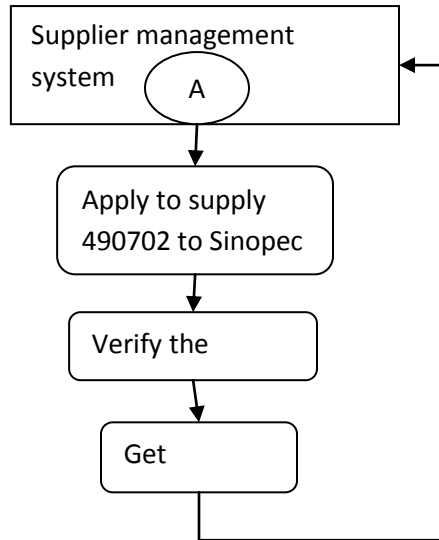 Supplier management
system
A
Apply to supply
490702 to Sinopec
Verify the
Get